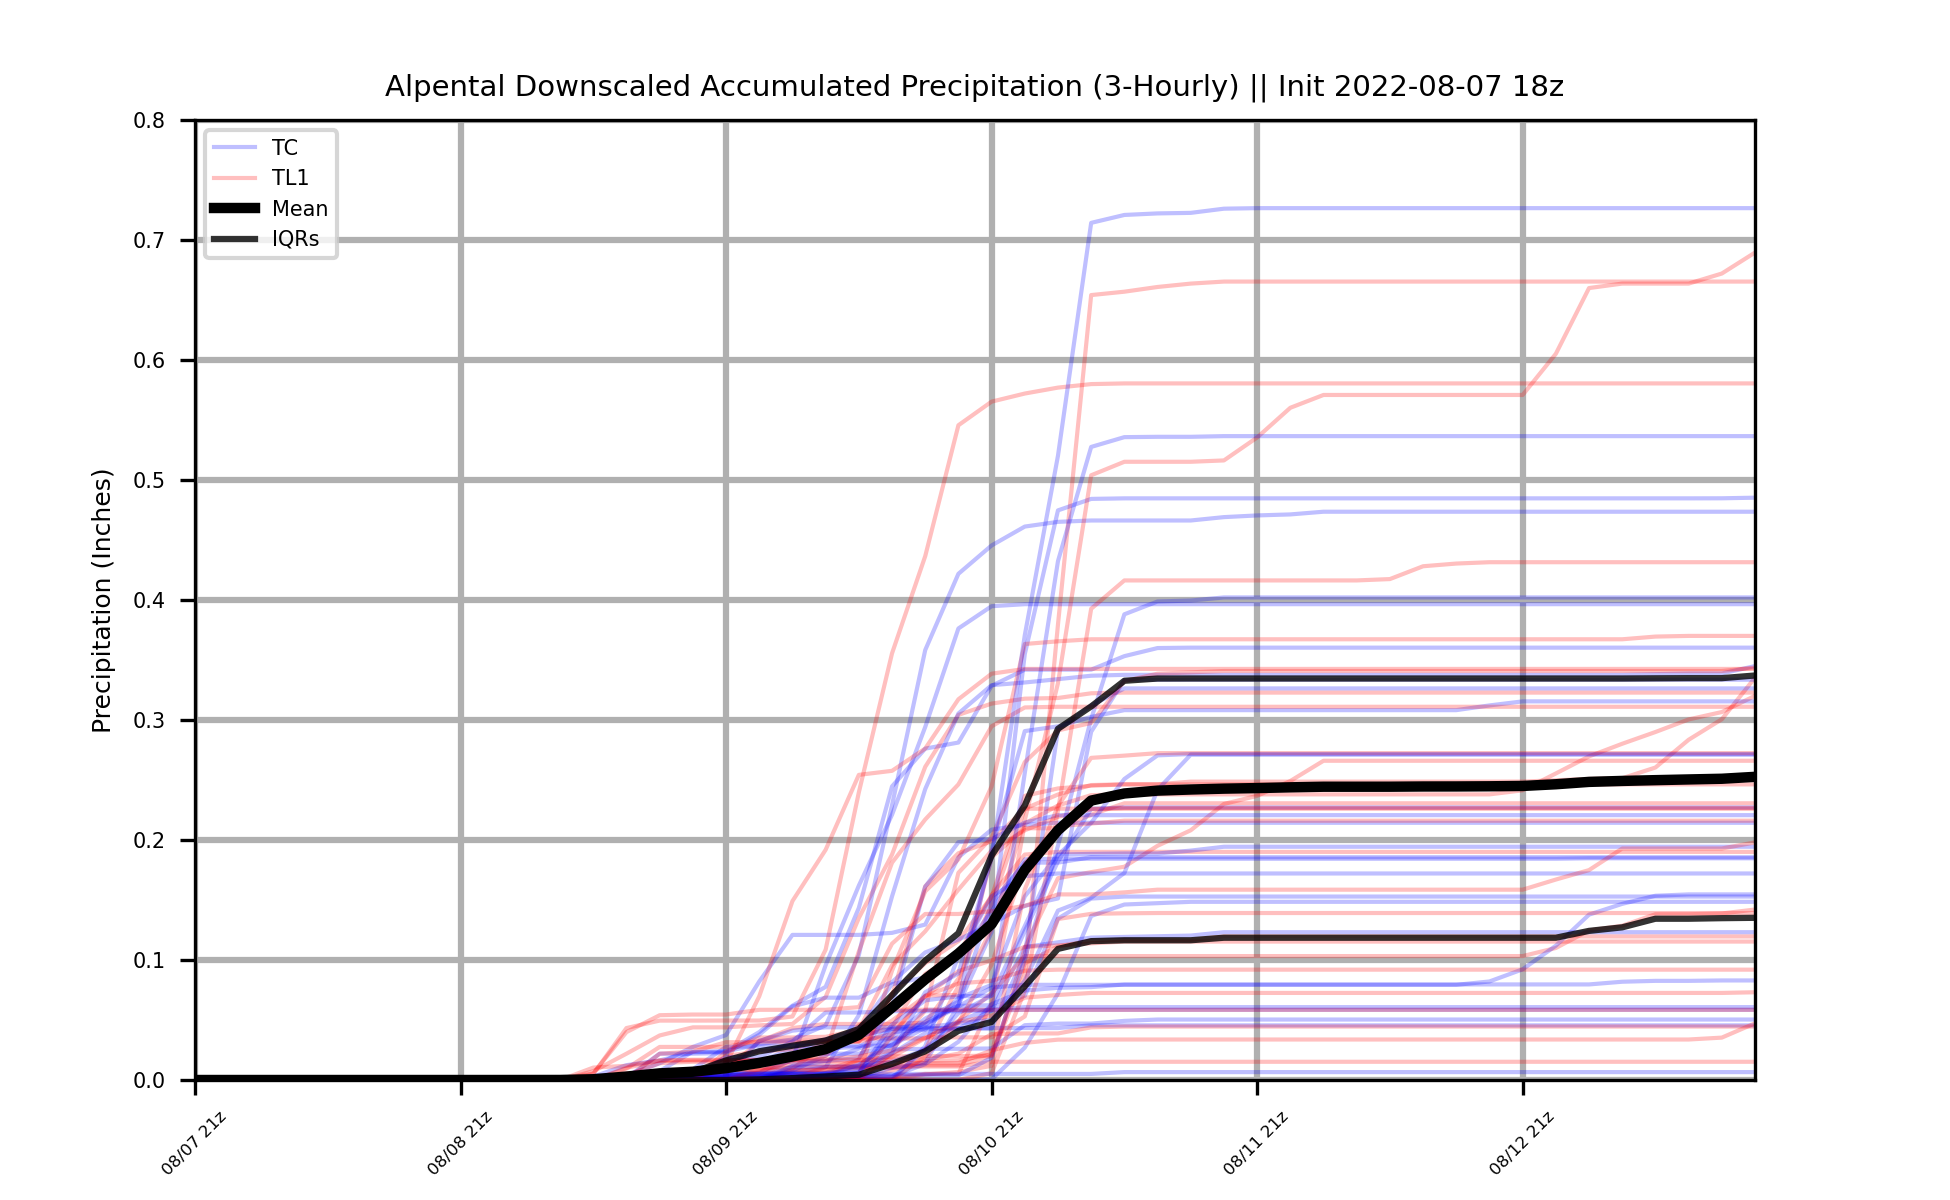 Alpental Downscaled Accumulated Precipitation (3-Hourly) || Init 2022-08-07 18z
TC
TL1
Mean
IQRs
Precipitation (Inches)
0.8
0.7
0.6
0.5
0.4
0.3
0.2
0.1
0.0
08/07 21z
08/08 21z
08/09 21z
08/10 21z
08/11 21z
08/12 21z